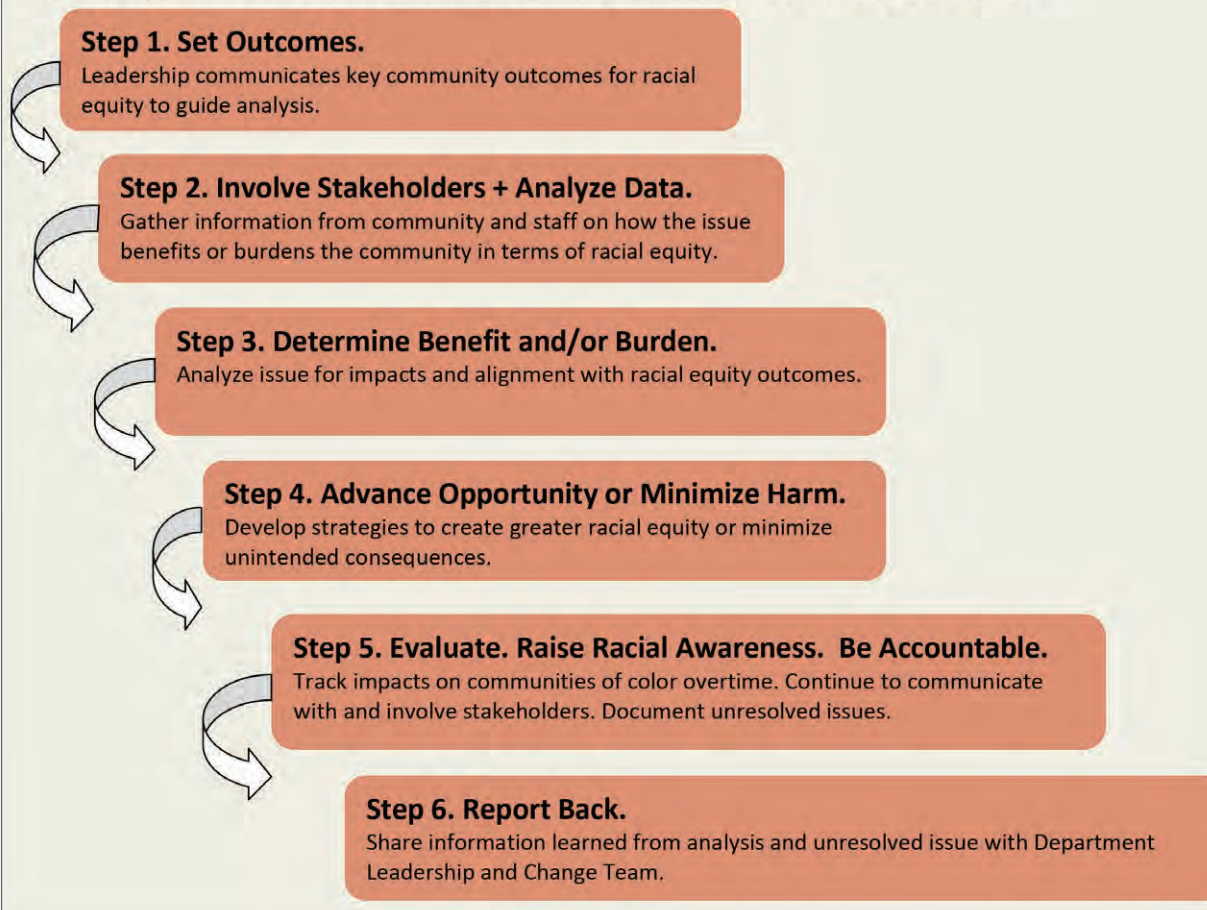 Step 1. Set Outcomes.
Leadership communicates key community outcomes for racial
equity to guide analysis.
Step 2. Involve Stakeholders + Analyze Data.
Gather information from community and staff on how the issue
benefits or burdens the community in terms of racial equity.
Step 3. Determine Benefit and/or Burden.
Analyze issue for impacts and alignment with racial equity outcomes.
Step 4. Advance Opportunity or Minimize Harm.
Develop strategies to create greater racial equity or minimize
unintended consequences.
Step 5. Evaluate. Raise Racial Awareness.  Be Accountable.
Track impacts on communities of color overtime. Continue to communicate
with and involve stakeholders. Document unresolved issues.
Step 6. Report Back.
Share information learned from analysis and unresolved issue with Department
Leadership and Change Team.